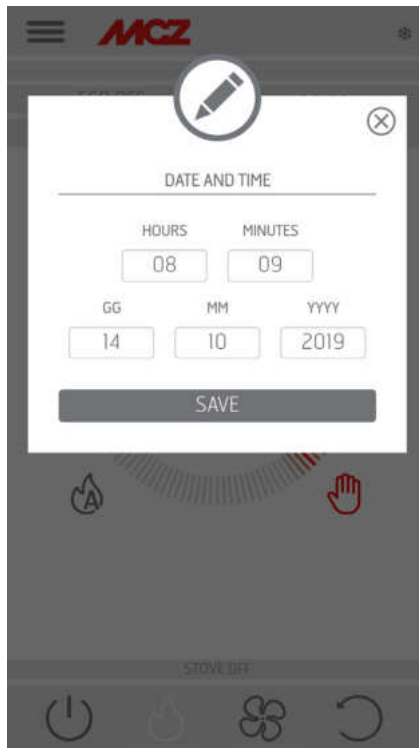 MCZ
DATE AND TIME
HOURS MINUTES
08 09
GG MM YYYY
14 10 2019
SAVE
A
STOVE OFF